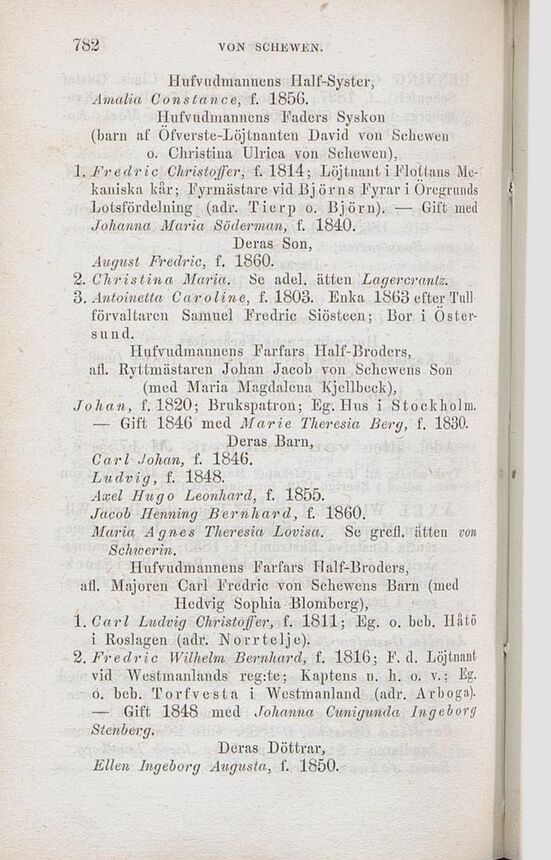 782
VON SCHEWEN.
Hufvudmannens Half-Syster,
Amalia Constance, f. 1856.
Hufvudmannens Faders Syskon
(barn af Öfverste-Löjtnanten David von Schewen
o. Christina Ulrica von Schewen),
1. Fredric Christoffer, f. 1814; Löjtnant i Flottans Me-
kaniska kår; Fyrmästare vid Björns Fyrar i Öregrunds
Lotsfördelning (adr. Tierp o. Björn). — Gift med
Johanna Maria Söderman, f. 1840.
Deras Son,
August Fredric, f. 1860.
2. Christina Maria. Se adel. ätten Lagercrantz.
3. Antoinetta Caroline, f. 1803. Enka 1863 efter Tull
förvaltaren Samuel Fredric Siösteen; Bor i Öster-
sund.
Hufvudmannens Farfars Half-Broders,
afl. Ryttmästaren Johan Jacob von Schewens Son
(med Maria Magdalena Kjellbeck),
Johan, f. 1820; Brukspatron; Eg. Hus i Stockholm.
— Gift 1846 med Marie Theresia Berg, f. 1830.
Deras Barn,
Carl Johan, f. 1846.
Ludvig, f. 1848.
Axel Hugo Leonhard, f. 1855.
Jacob Henning Bernhard, f. 1860.
Maria Agnes Theresia Lovisa. Se grefl. ätten von
Schwerin.
Hufvudmannens Farfars Half-Broders,
afl. Majoren Carl Fredric von Schewens Barn (med
Hedvig Sophia Blomberg),
1. Carl Ludvig Christoffer, f. 1811; Eg. o. beb. Håtö
i Roslagen (adr. Norrtelje).
2. Fredric Wilhelm Bernhard, f. 1816; F. d. Löjtnant
vid Westmanlands reg:te; Kaptens n. h. o. v.; Eg.
o. beb. Torfvesta i Westmanland (adr. Arboga).
— Gift 1848 med Johanna Cunigunda Ingeborg
Stenberg.
Deras Döttrar,
Ellen Ingeborg Augusta, f. 1850.